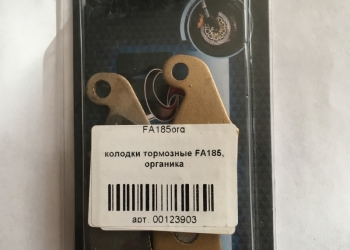 FA185org
колодки тормозные FA185,
органика
арт. 00123903